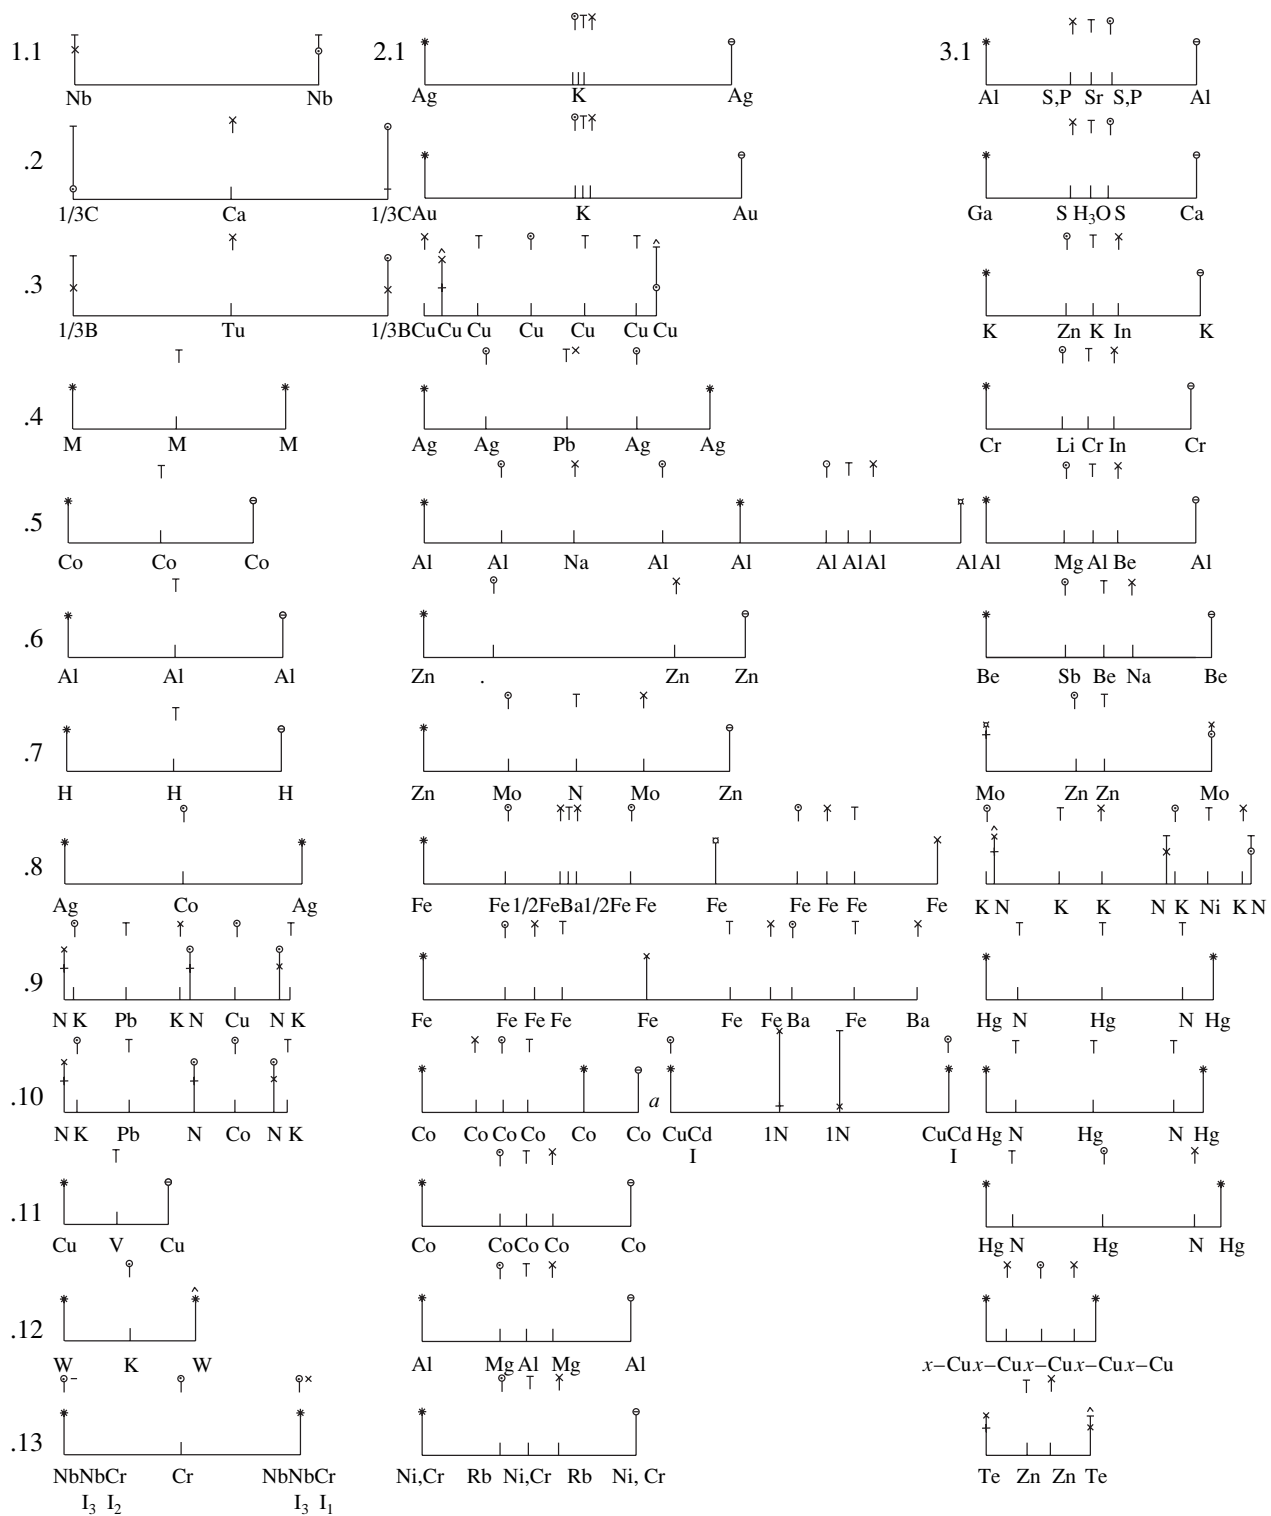 1.1 Nb Nb 2.1 Ag K Ag 3.1 Al S,P Sr S,P Al
.2 1/3C Ca 1/3C Au K Au Ga S H₃O S Ca
.3 1/3B Tu 1/3B Cu Cu Cu Cu Cu Cu Cu K Zn K In K
.4 M M M Ag Ag Pb Ag Ag Cr Li Cr In Cr
.5 Co Co Co Al Al Na Al Al Al Al Al Al Al Mg Al Be Al
.6 Al Al Al Zn . Zn Zn Be Sb Be Na Be
.7 H H H Zn Mo N Mo Zn Mo Zn Zn Mo
.8 Ag Co Ag Fe Fe 1/2FeBa1/2Fe Fe Fe Fe Fe Fe Fe K N K K N K Ni K N
.9 N K Pb K N Cu N K Fe Fe Fe Fe Fe Fe Fe Ba Fe Ba Hg N Hg N Hg
.10 N K Pb N Co N K Co Co Co Co Co Co a CuCd 1N 1N CuCd Hg N Hg N Hg
I I
.11 Cu V Cu Co Co Co Co Co Hg N Hg N Hg
.12 W K W Al Mg Al Mg Al x–Cu x–Cu x–Cu x–Cu x–Cu
.13 NbNbCr Cr NbNbCr Ni,Cr Rb Ni,Cr Rb Ni, Cr Te Zn Zn Te
I₃ I₂ I₃ I₁